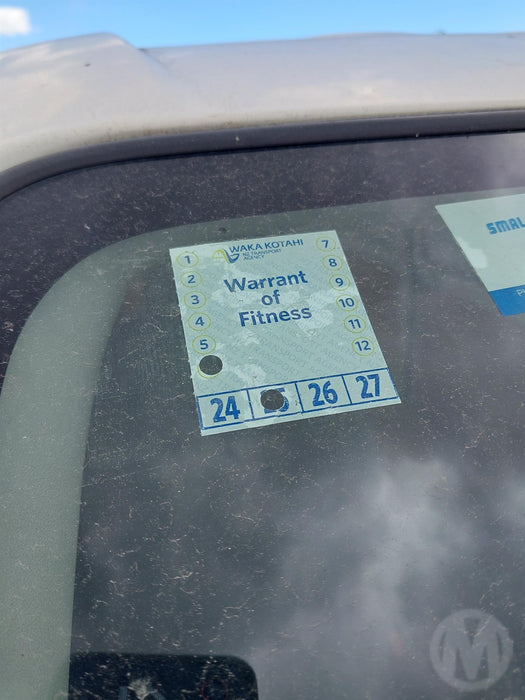 WAKA KOTAHI
NZ TRANSPORT
AGENCY
Warrant
of
Fitness
1
2
3
4
5
7
8
9
10
11
12
24 26 27
SMAL
P
M